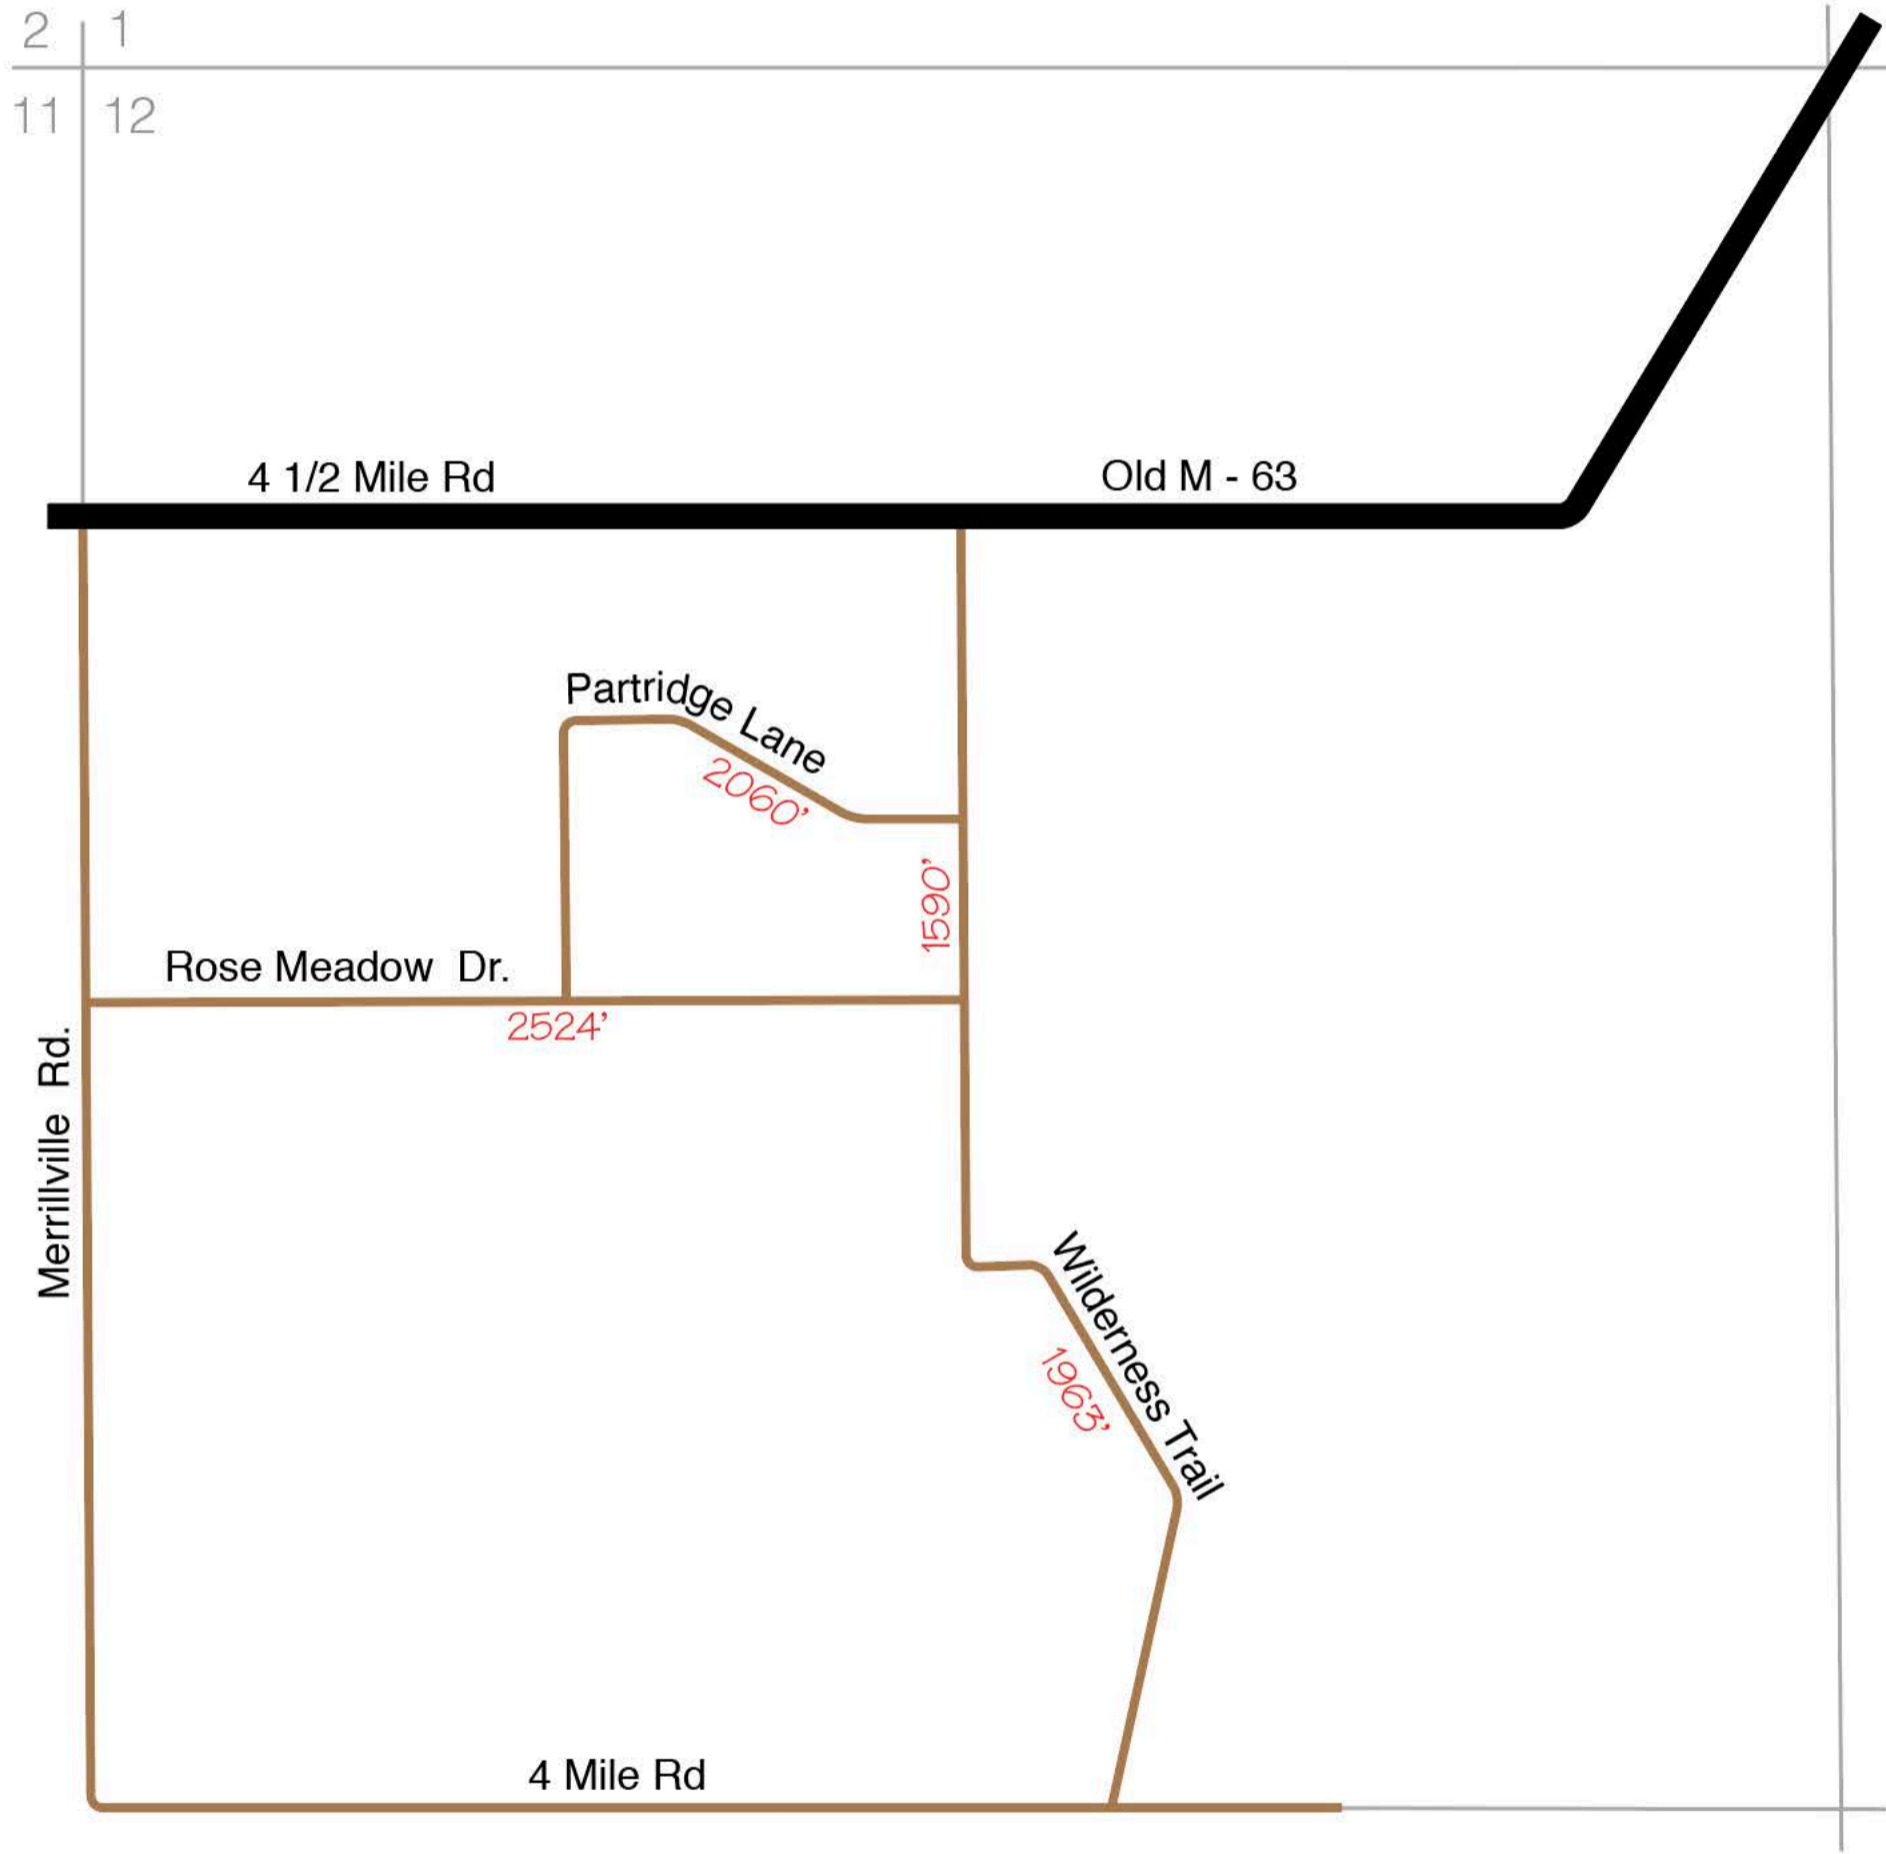 2 1
11 12
4 1/2 Mile Rd
Old M - 63
Partridge Lane
2060’
1590’
Rose Meadow Dr.
2524’
Merrillville Rd.
Wilderness Trail
1963’
4 Mile Rd